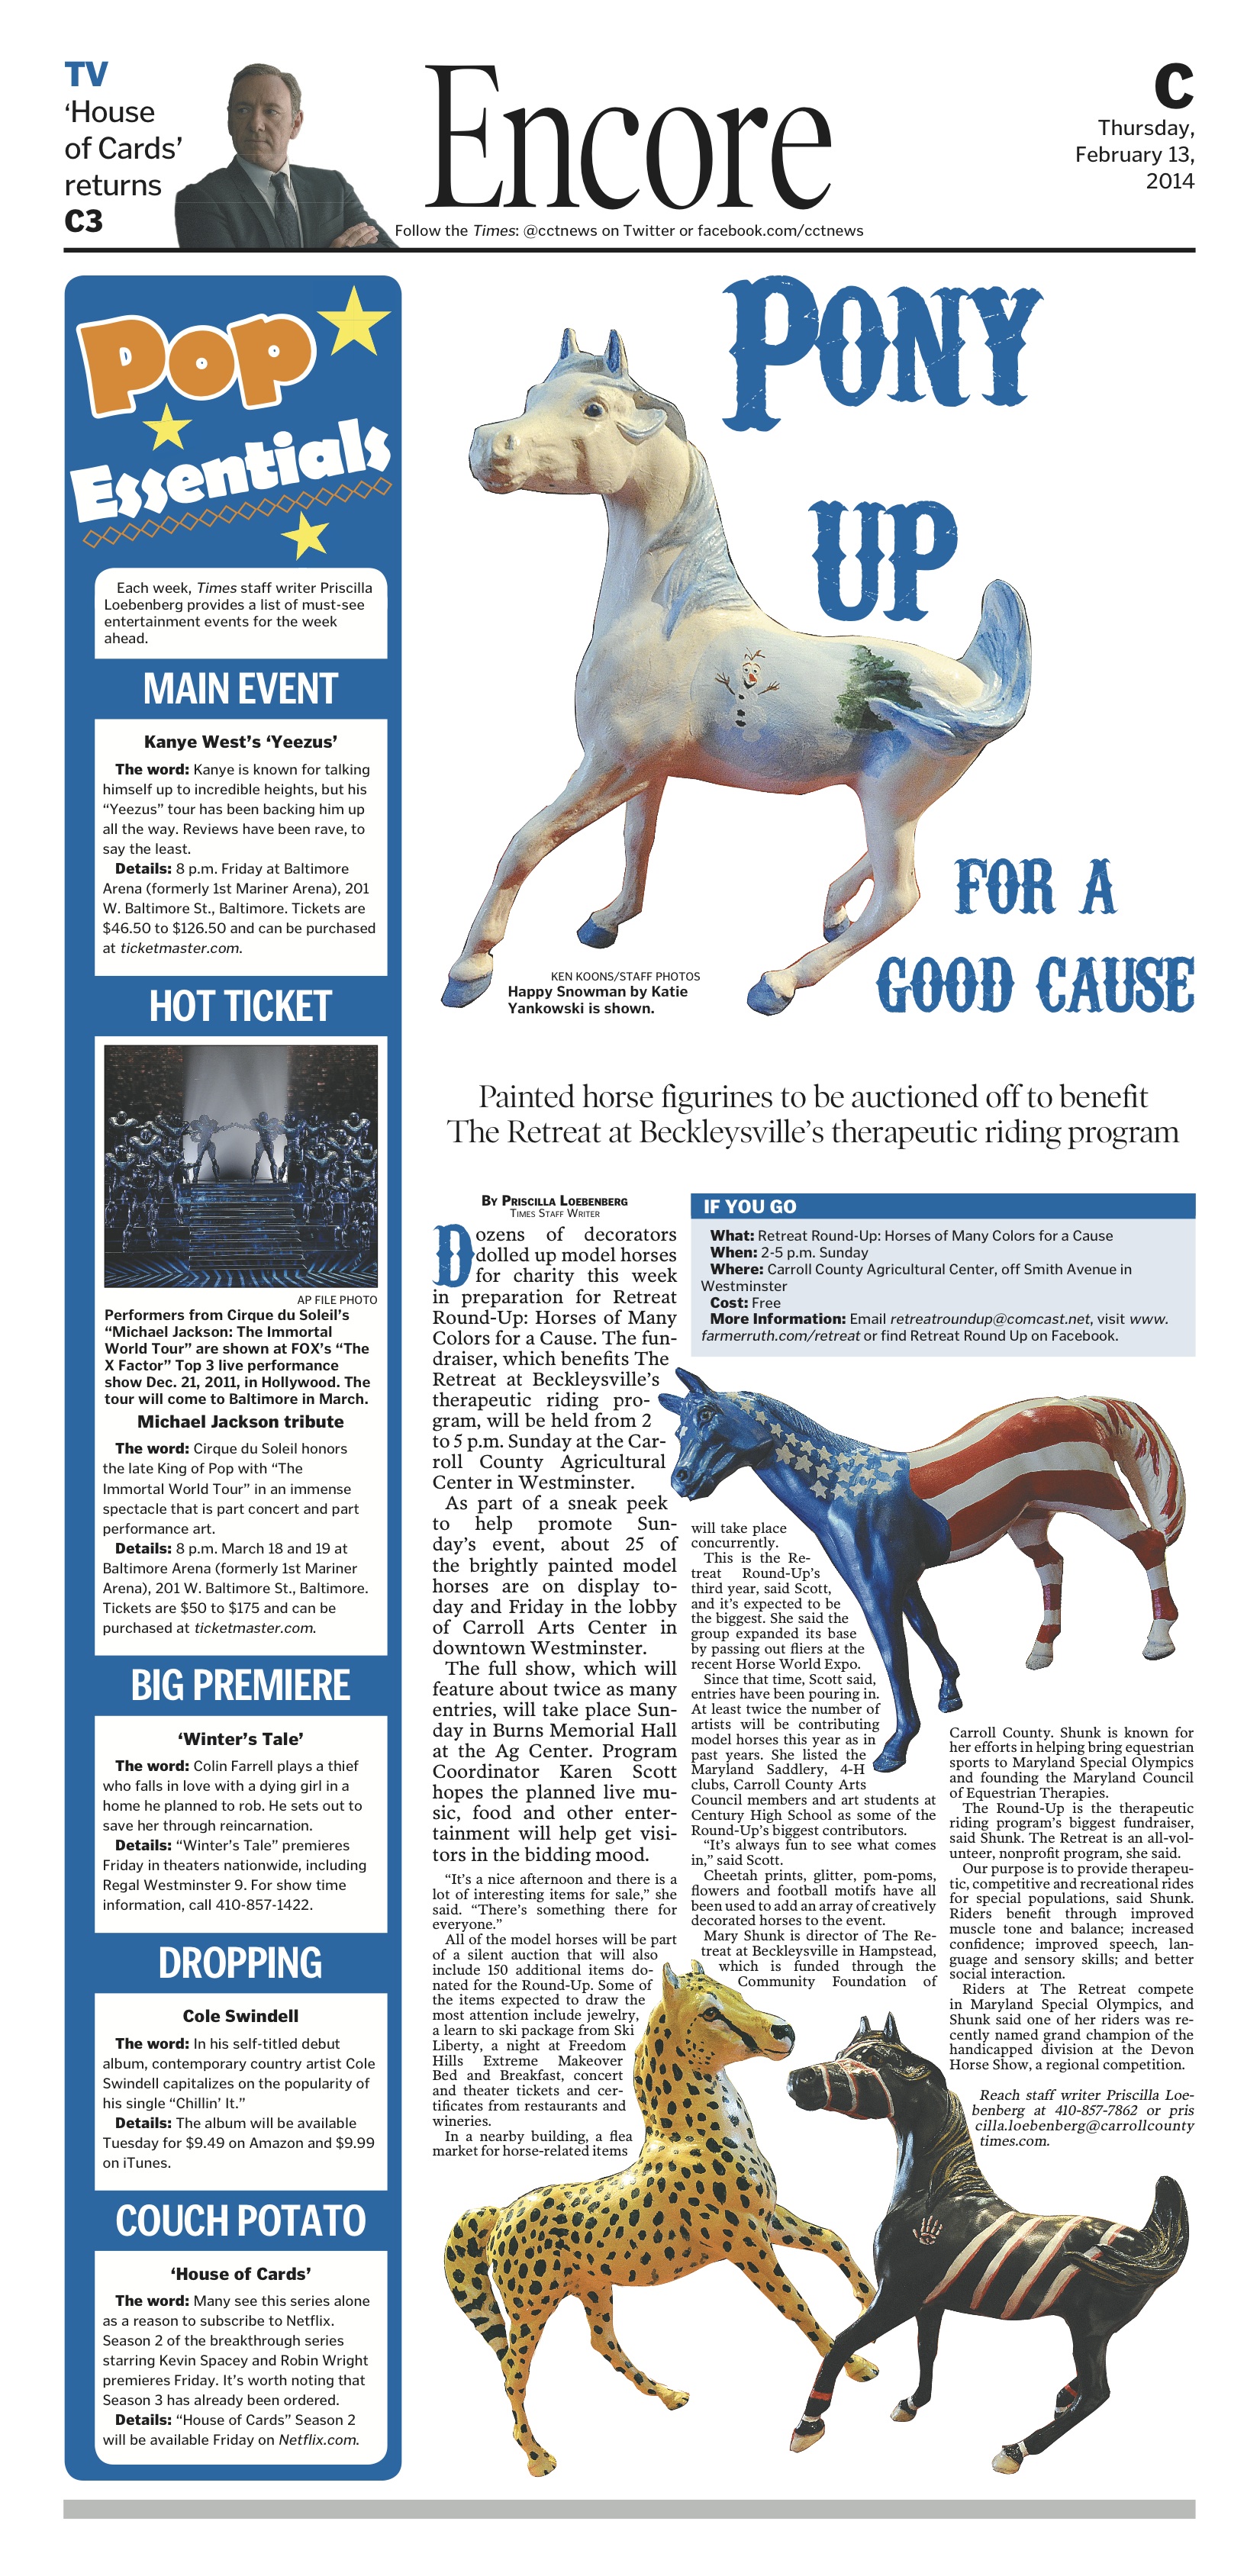 TV
‘House
of Cards’
returns
C3
Encore
Follow the Times: @cctnews on Twitter or facebook.com/cctnews
C
Thursday,
February 13,
2014
Pop
Essentials
Each week, Times staff writer Priscilla
Loebenberg provides a list of must-see
entertainment events for the week
ahead.
MAIN EVENT
Kanye West’s ‘Yeezus’
The word: Kanye is known for talking
himself up to incredible heights, but his
“Yeezus” tour has been backing him up
all the way. Reviews have been rave, to
say the least.
Details: 8 p.m. Friday at Baltimore
Arena (formerly 1st Mariner Arena), 201
W. Baltimore St., Baltimore. Tickets are
$46.50 to $126.50 and can be purchased
at ticketmaster.com.
HOT TICKET
AP FILE PHOTO
Performers from Cirque du Soleil’s
“Michael Jackson: The Immortal
World Tour” are shown at FOX’s “The
X Factor” Top 3 live performance
show Dec. 21, 2011, in Hollywood. The
tour will come to Baltimore in March.
Michael Jackson tribute
The word: Cirque du Soleil honors
the late King of Pop with “The
Immortal World Tour” in an immense
spectacle that is part concert and part
performance art.
Details: 8 p.m. March 18 and 19 at
Baltimore Arena (formerly 1st Mariner
Arena), 201 W. Baltimore St., Baltimore.
Tickets are $50 to $175 and can be
purchased at ticketmaster.com.
BIG PREMIERE
‘Winter’s Tale’
The word: Colin Farrell plays a thief
who falls in love with a dying girl in a
home he planned to rob. He sets out to
save her through reincarnation.
Details: “Winter’s Tale” premieres
Friday in theaters nationwide, including
Regal Westminster 9. For show time
information, call 410-857-1422.
DROPPING
Cole Swindell
The word: In his self-titled debut
album, contemporary country artist Cole
Swindell capitalizes on the popularity of
his single “Chillin’ It.”
Details: The album will be available
Tuesday for $9.49 on Amazon and $9.99
on iTunes.
COUCH POTATO
‘House of Cards’
The word: Many see this series alone
as a reason to subscribe to Netflix.
Season 2 of the breakthrough series
starring Kevin Spacey and Robin Wright
premieres Friday. It’s worth noting that
Season 3 has already been ordered.
Details: “House of Cards” Season 2
will be available Friday on Netflix.com.
PONY
UP
FOR A
GOOD CAUSE
KEN KOONS/STAFF PHOTOS
Happy Snowman by Katie
Yankowski is shown.
Painted horse figurines to be auctioned off to benefit
The Retreat at Beckleysville’s therapeutic riding program
BY PRISCILLA LOEBENBERG
TIMES STAFF WRITER
Dozens of decorators
dolled up model horses
for charity this week
in preparation for Retreat
Round-Up: Horses of Many
Colors for a Cause. The fun-
draiser, which benefits The
Retreat at Beckleysville’s
therapeutic riding pro-
gram, will be held from 2
to 5 p.m. Sunday at the Car-
roll County Agricultural
Center in Westminster.
As part of a sneak peek
to help promote Sun-
day’s event, about 25 of
the brightly painted model
horses are on display to-
day and Friday in the lobby
of Carroll Arts Center in
downtown Westminster.
The full show, which will
feature about twice as many
entries, will take place Sun-
day in Burns Memorial Hall
at the Ag Center. Program
Coordinator Karen Scott
hopes the planned live mu-
sic, food and other enter-
tainment will help get visi-
tors in the bidding mood.
“It’s a nice afternoon and there is a
lot of interesting items for sale,” she
said. “There’s something there for
everyone.”
All of the model horses will be part
of a silent auction that will also
include 150 additional items do-
nated for the Round-Up. Some of
the items expected to draw the
most attention include jewelry,
a learn to ski package from Ski
Liberty, a night at Freedom
Hills Extreme Makeover
Bed and Breakfast, concert
and theater tickets and cer-
tificates from restaurants and
wineries.
In a nearby building, a flea
market for horse-related items
IF YOU GO
What: Retreat Round-Up: Horses of Many Colors for a Cause
When: 2-5 p.m. Sunday
Where: Carroll County Agricultural Center, off Smith Avenue in
Westminster
Cost: Free
More Information: Email retreatroundup@comcast.net, visit www.
farmerruth.com/retreat or find Retreat Round Up on Facebook.
will take place
concurrently.
This is the Re-
treat Round-Up’s
third year, said Scott,
and it’s expected to be
the biggest. She said the
group expanded its base
by passing out fliers at the
recent Horse World Expo.
Since that time, Scott said,
entries have been pouring in.
At least twice the number of
artists will be contributing
model horses this year as in
past years. She listed the
Maryland Saddlery, 4-H
clubs, Carroll County Arts
Council members and art students at
Century High School as some of the
Round-Up’s biggest contributors.
“It’s always fun to see what comes
in,” said Scott.
Cheetah prints, glitter, pom-poms,
flowers and football motifs have all
been used to add an array of creatively
decorated horses to the event.
Mary Shunk is director of The Re-
treat at Beckleysville in Hampstead,
which is funded through the
Community Foundation of
Carroll County. Shunk is known for
her efforts in helping bring equestrian
sports to Maryland Special Olympics
and founding the Maryland Council
of Equestrian Therapies.
The Round-Up is the therapeutic
riding program’s biggest fundraiser,
said Shunk. The Retreat is an all-vol-
unteer, nonprofit program, she said.
Our purpose is to provide therapeu-
tic, competitive and recreational rides
for special populations, said Shunk.
Riders benefit through improved
muscle tone and balance; increased
confidence; improved speech, lan-
guage and sensory skills; and better
social interaction.
Riders at The Retreat compete
in Maryland Special Olympics, and
Shunk said one of her riders was re-
cently named grand champion of the
handicapped division at the Devon
Horse Show, a regional competition.
Reach staff writer Priscilla Loe-
benberg at 410-857-7862 or pris
cilla.loebenberg@carrollcounty
times.com.